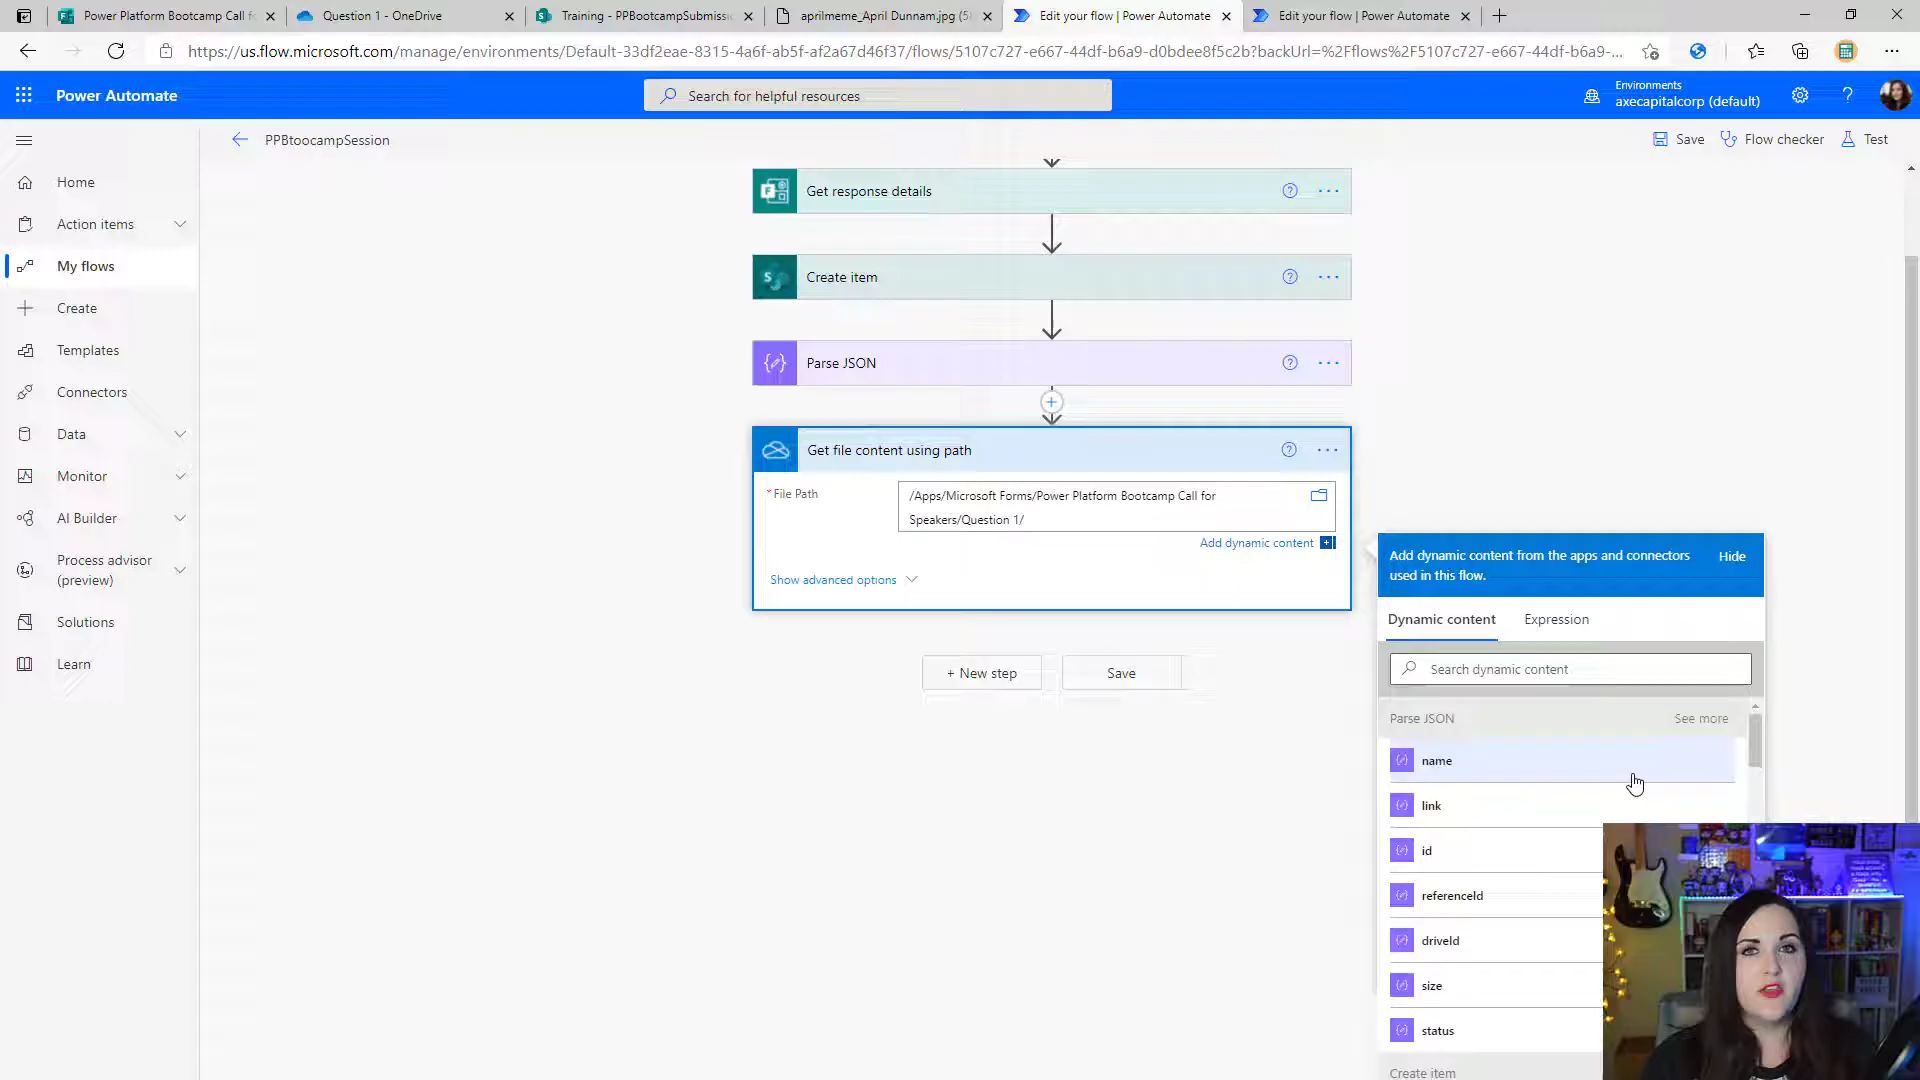 Power Platform Bootcamp Call fo
Question 1 - OneDrive
Training - PPBootcampSubmissi
aprilmeme_April Dunnam.jpg (5
Edit your flow | Power Automate
Edit your flow | Power Automate
https://us.flow.microsoft.com/manage/environments/Default-33df2eae-8315-4a6f-ab5f-af2a67d46f37/flows/5107c727-e667-44df-b6a9-d0bdee8f5c2b?backUrl=%2Fflows%2F5107c727-e667-44df-b6a9-...
Power Automate
Search for helpful resources
Environments
axecapitalcorp (default)
PPBtoocampSession
Save
Flow checker
Test
Home
Action items
My flows
Create
Templates
Connectors
Data
Monitor
AI Builder
Process advisor
(preview)
Solutions
Learn
Get response details
Create item
Parse JSON
Get file content using path
* File Path
/Apps/Microsoft Forms/Power Platform Bootcamp Call for
Speakers/Question 1/
Add dynamic content
Show advanced options
+ New step
Save
Add dynamic content from the apps and connectors
used in this flow.
Hide
Dynamic content
Expression
Search dynamic content
Parse JSON
See more
name
link
id
referenceId
driveId
size
status
Create item